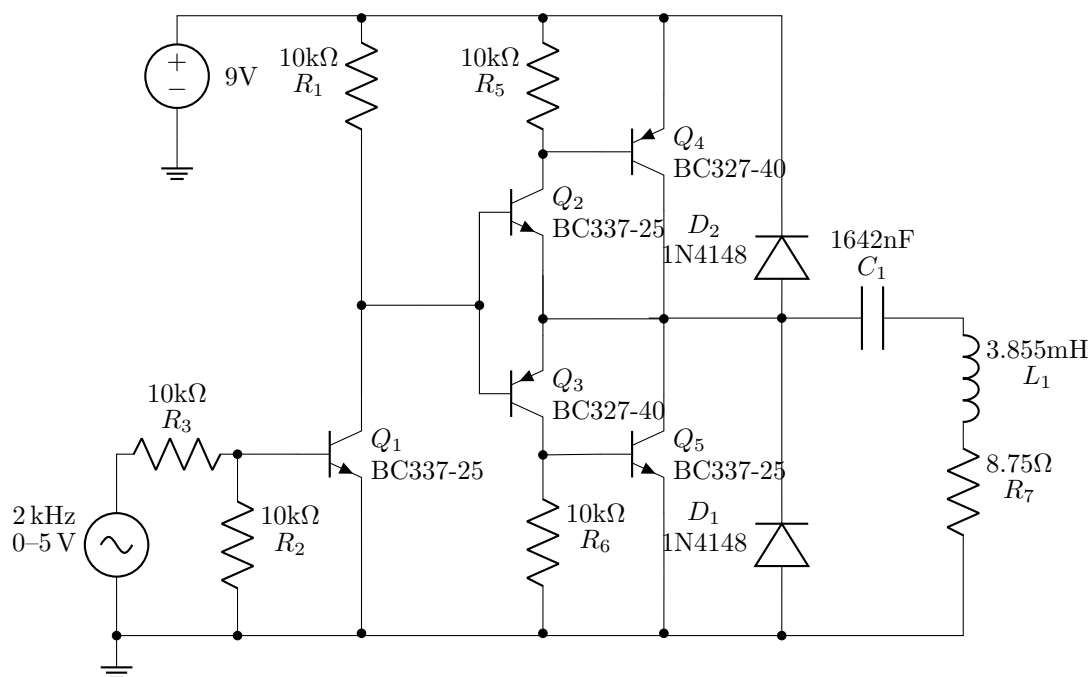 10kΩ
R1
10kΩ
R5
+
−
9V
Q4
BC327-40
Q2
BC337-25
D2
1N4148
1642nF
C1
3.855mH
L1
Q3
BC327-40
10kΩ
R3
Q1
BC337-25
Q5
BC337-25
8.75Ω
R7
2 kHz
0–5 V
10kΩ
R2
10kΩ
R6
D1
1N4148